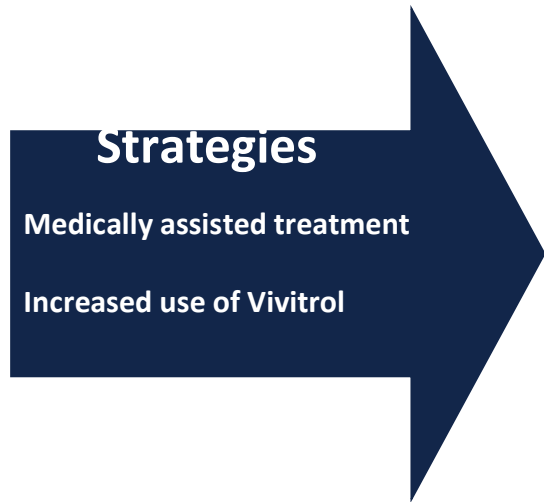 Strategies
Medically assisted treatment
Increased use of Vivitrol